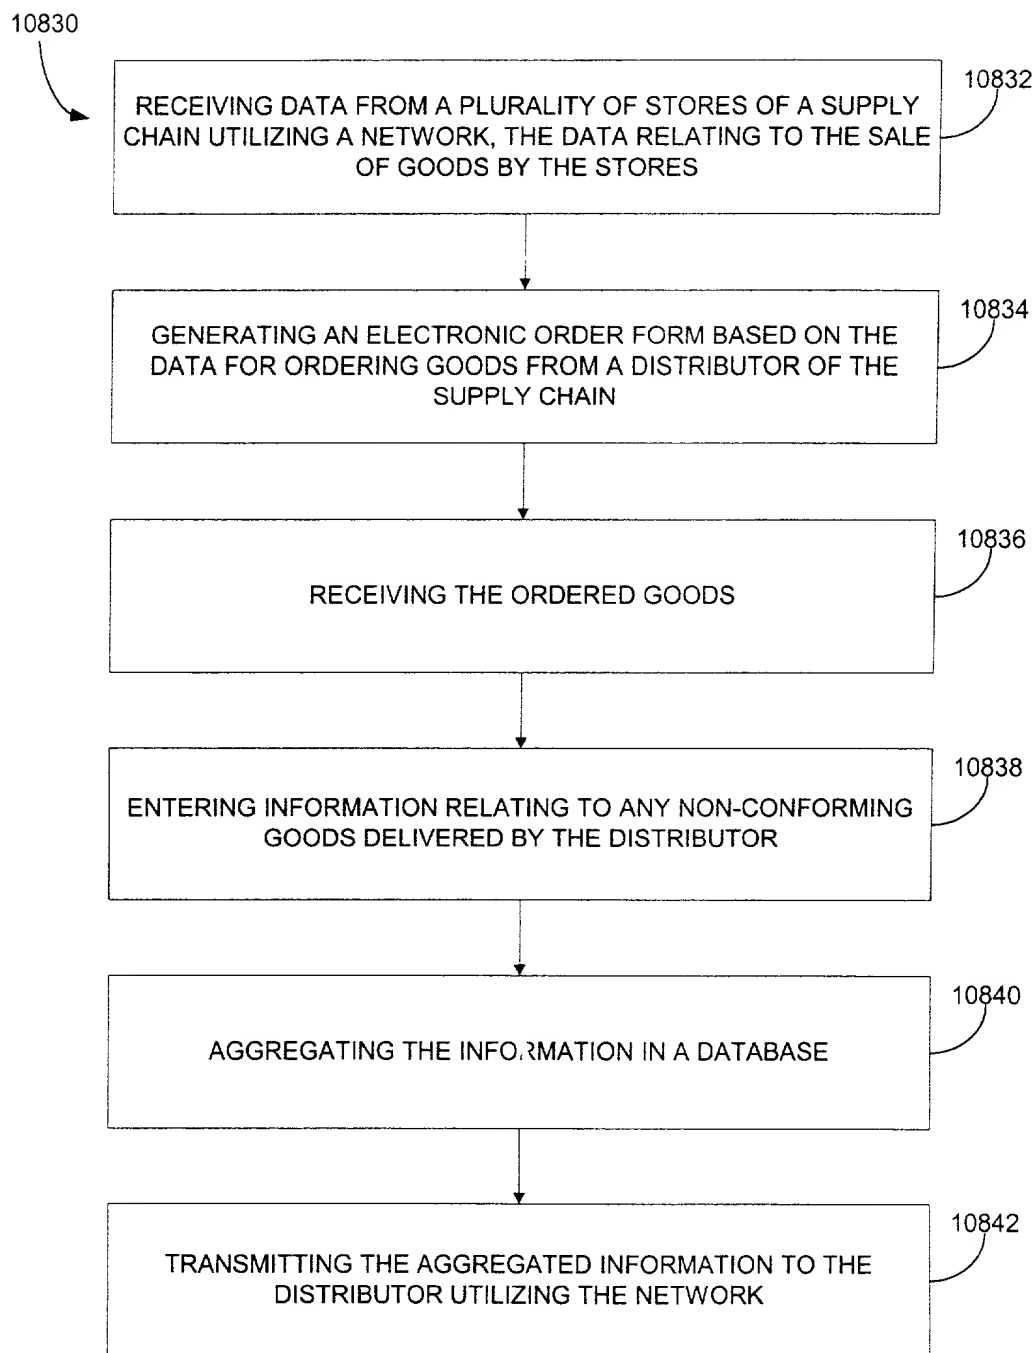 10830
10832
RECEIVING DATA FROM A PLURALITY OF STORES OF A SUPPLY
CHAIN UTILIZING A NETWORK, THE DATA RELATING TO THE SALE
OF GOODS BY THE STORES
10834
GENERATING AN ELECTRONIC ORDER FORM BASED ON THE
DATA FOR ORDERING GOODS FROM A DISTRIBUTOR OF THE
SUPPLY CHAIN
10836
RECEIVING THE ORDERED GOODS
10838
ENTERING INFORMATION RELATING TO ANY NON-CONFORMING
GOODS DELIVERED BY THE DISTRIBUTOR
10840
AGGREGATING THE INFORMATION IN A DATABASE
10842
TRANSMITTING THE AGGREGATED INFORMATION TO THE
DISTRIBUTOR UTILIZING THE NETWORK